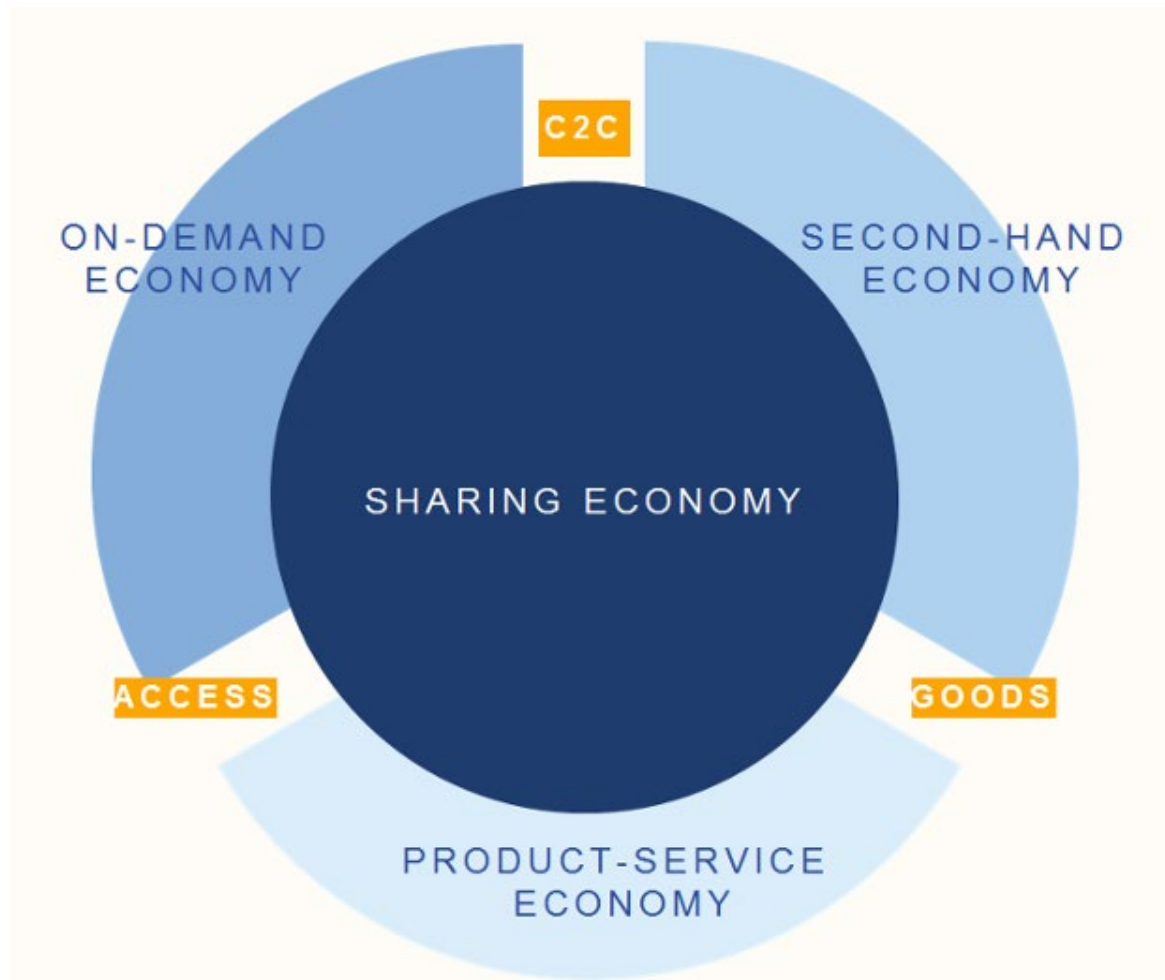 C2C
ON-DEMAND
ECONOMY
SECOND-HAND
ECONOMY
SHARING ECONOMY
ACCESS
GOODS
PRODUCT-SERVICE
ECONOMY